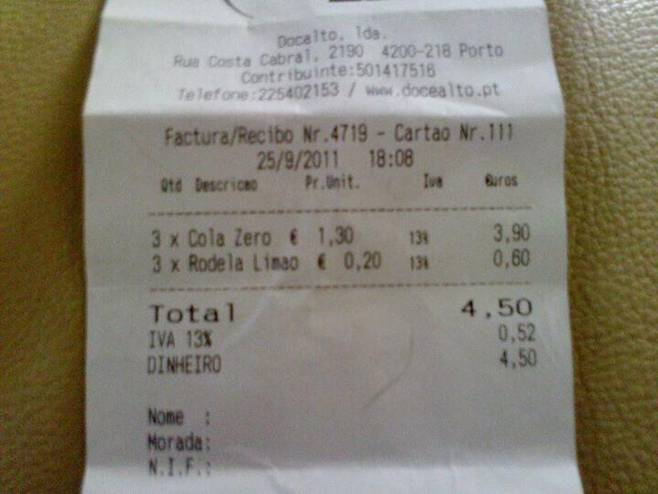 Docalto, lda.
Rua Costa Cabral, 2190 4200-218 Porto
Contribuinte:501417516
Telefone:225402153 / www.docealto.pt
Factura/Recibo Nr.4719 - Cartao Nr.111
25/9/2011 18:08
Qtd Descricao Pr.Unit. Iva €uros
3 x Cola Zero € 1,30 13% 3,90
3 x Rodela Limao € 0,20 13% 0,60
Total 4,50
IVA 13% 0,52
DINHEIRO 4,50
Nome :
Morada:
N.I.F.: